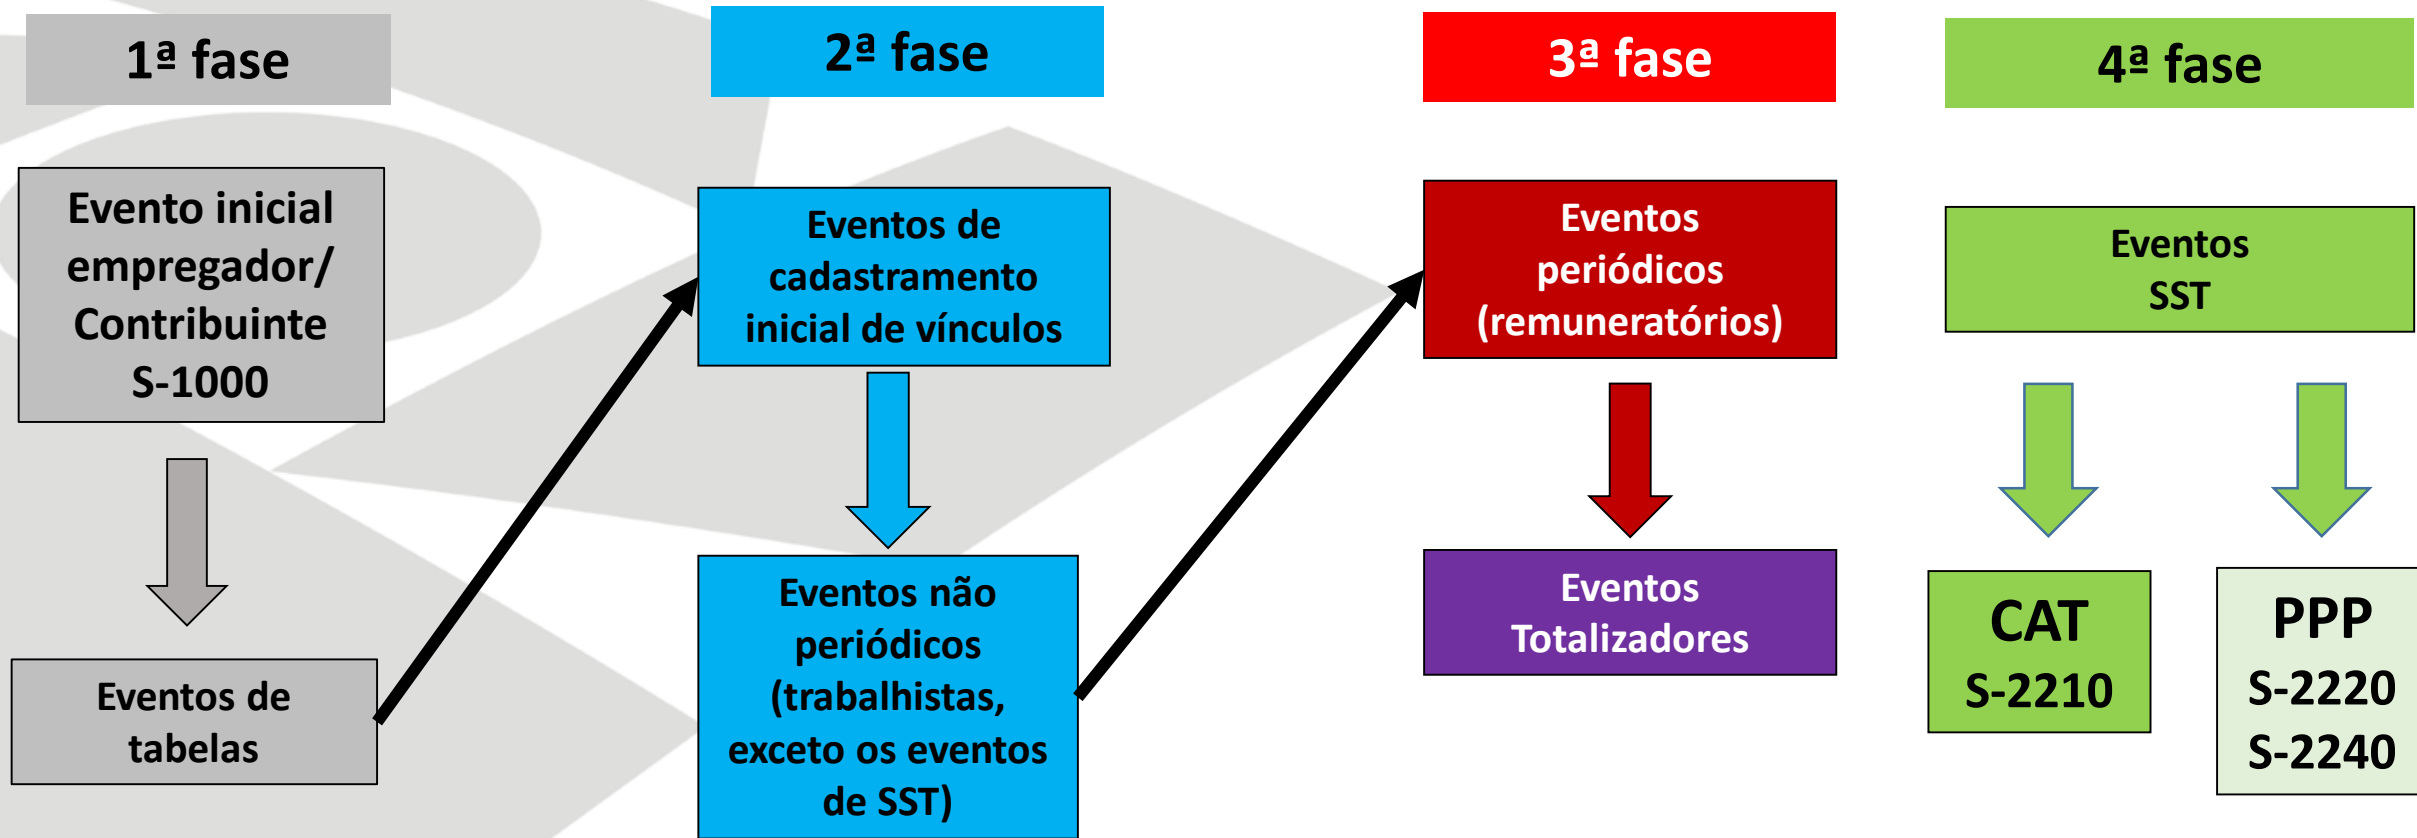 1ª fase
Evento inicial
empregador/
Contribuinte
S-1000
Eventos de
tabelas
2ª fase
Eventos de
cadastramento
inicial de vínculos
Eventos não
periódicos
(trabalhistas,
exceto os eventos
de SST)
3ª fase
Eventos
periódicos
(remuneratórios)
Eventos
Totalizadores
4ª fase
Eventos
SST
CAT
S-2210
PPP
S-2220
S-2240